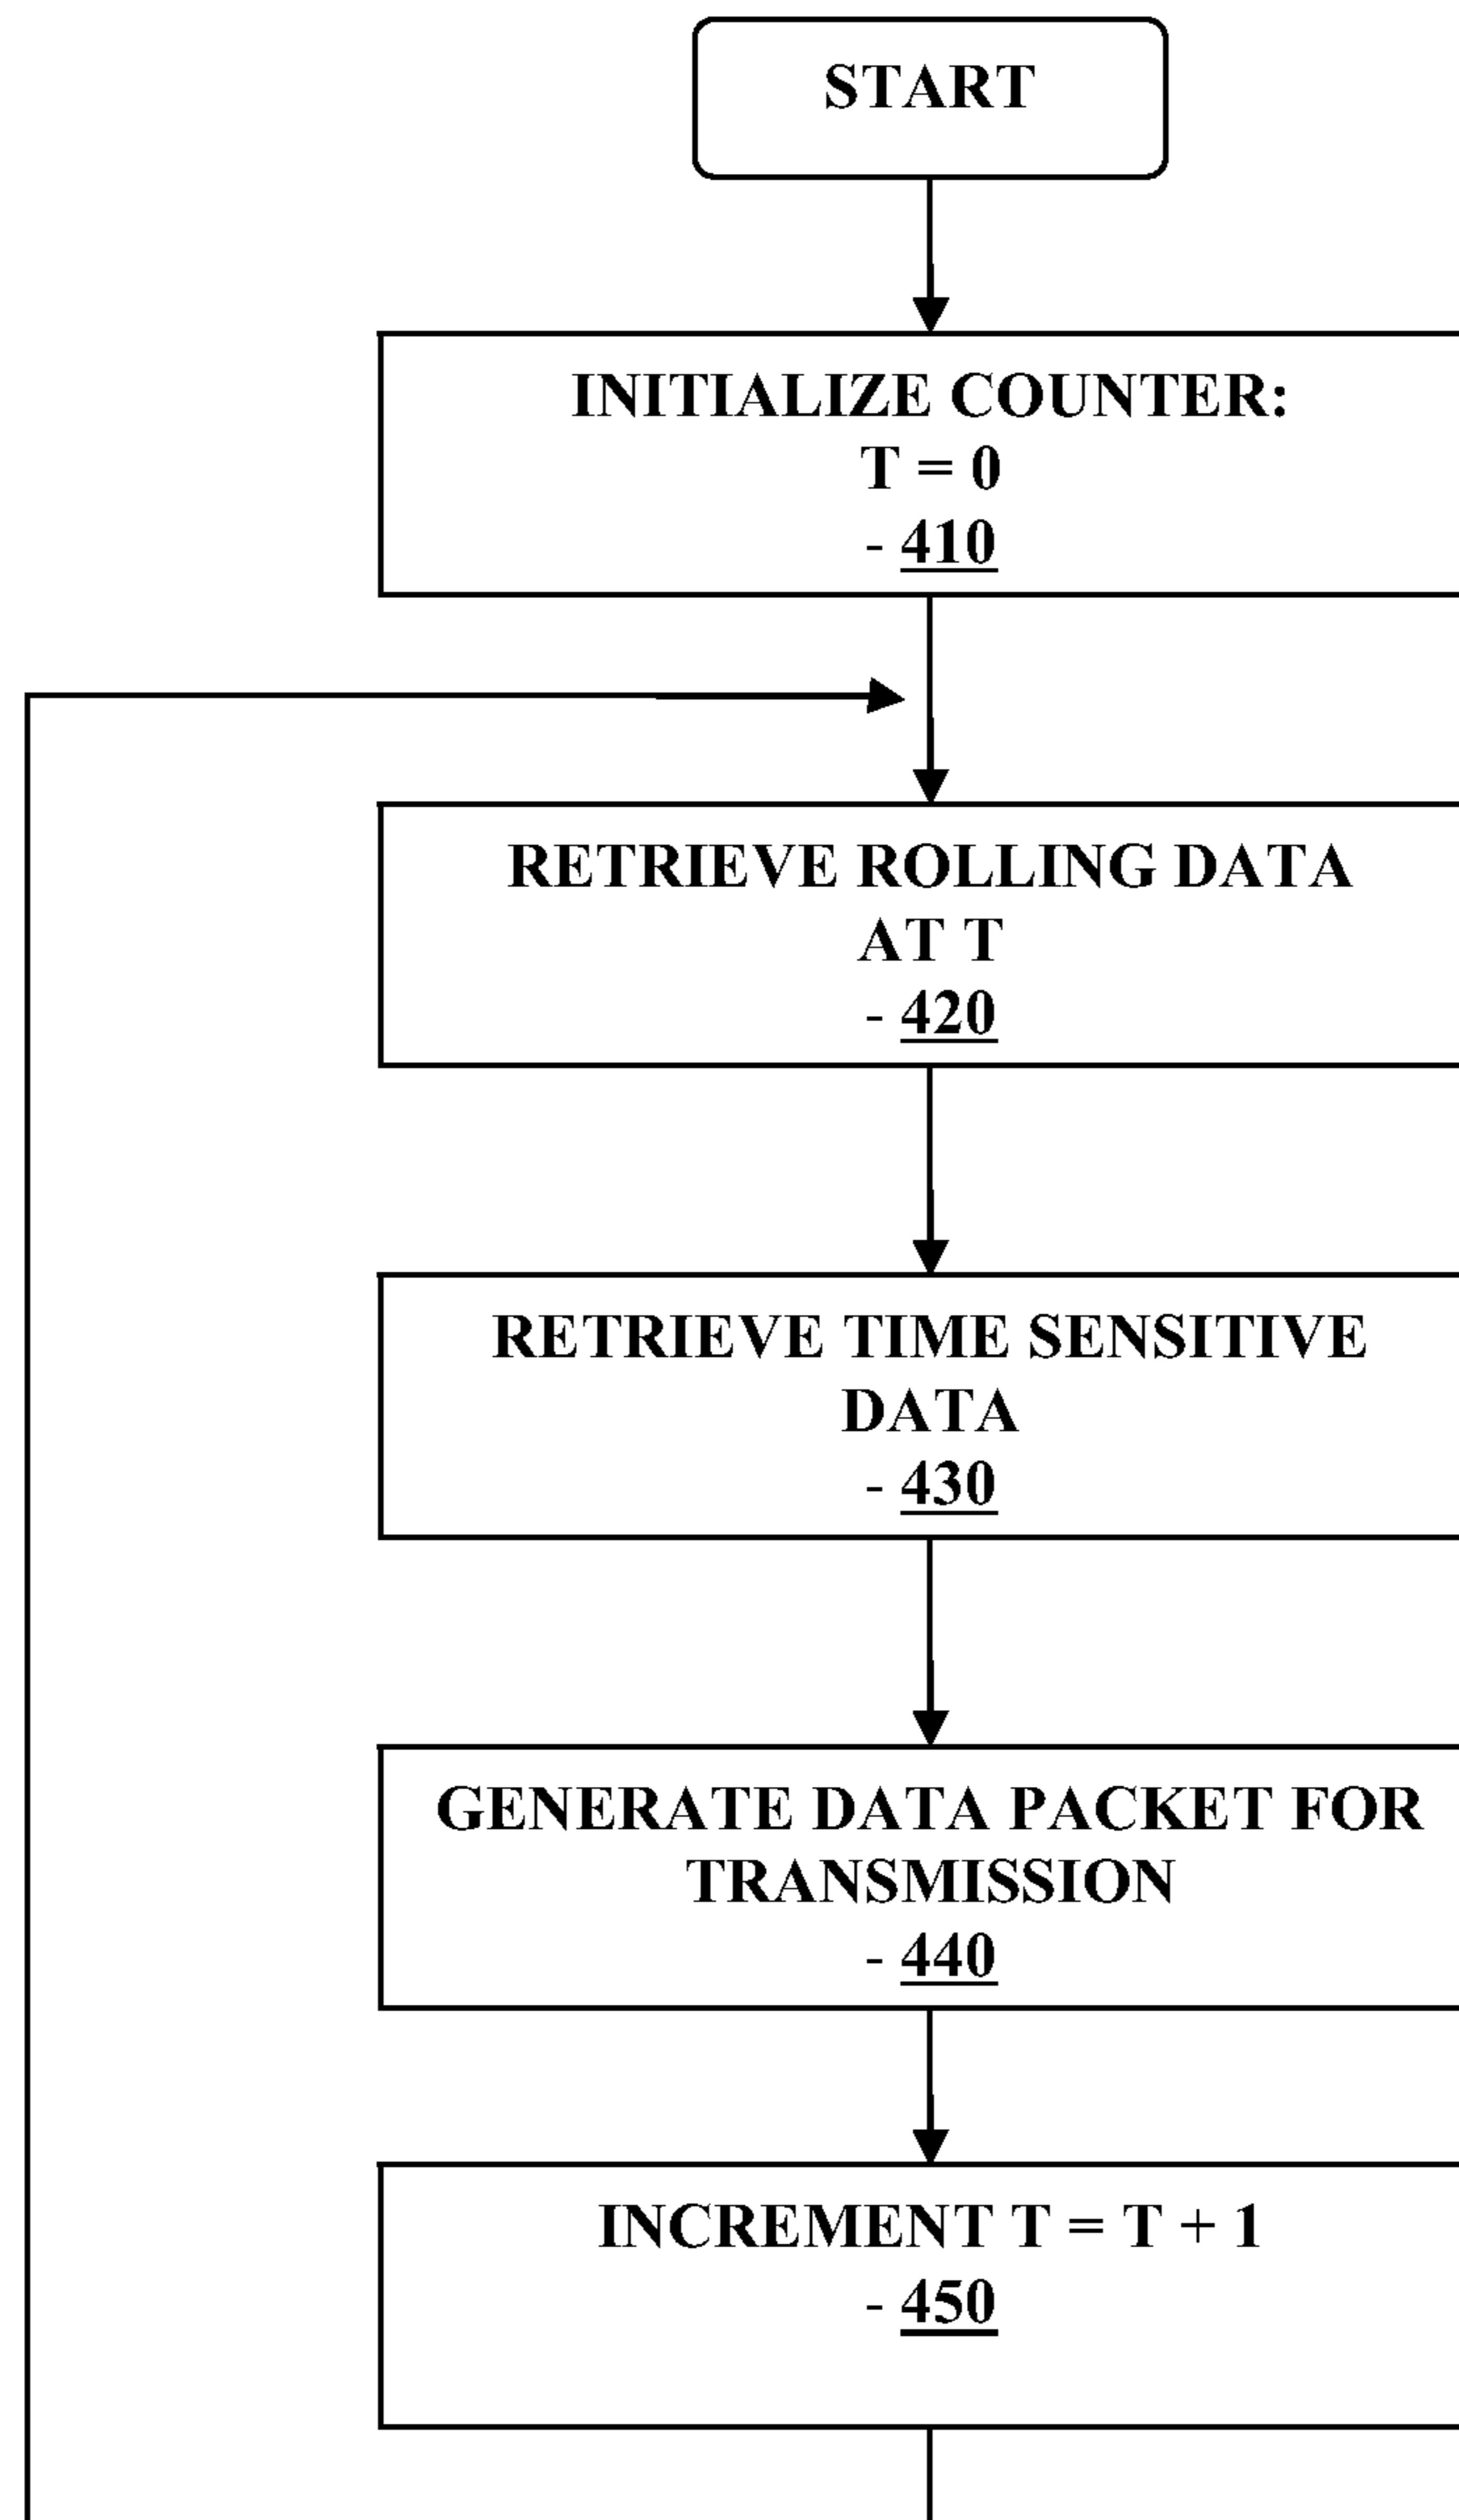 START
INITIALIZE COUNTER:
T = 0
- 410
RETRIEVE ROLLING DATA
AT T
- 420
RETRIEVE TIME SENSITIVE
DATA
- 430
GENERATE DATA PACKET FOR
TRANSMISSION
- 440
INCREMENT T = T + 1
- 450